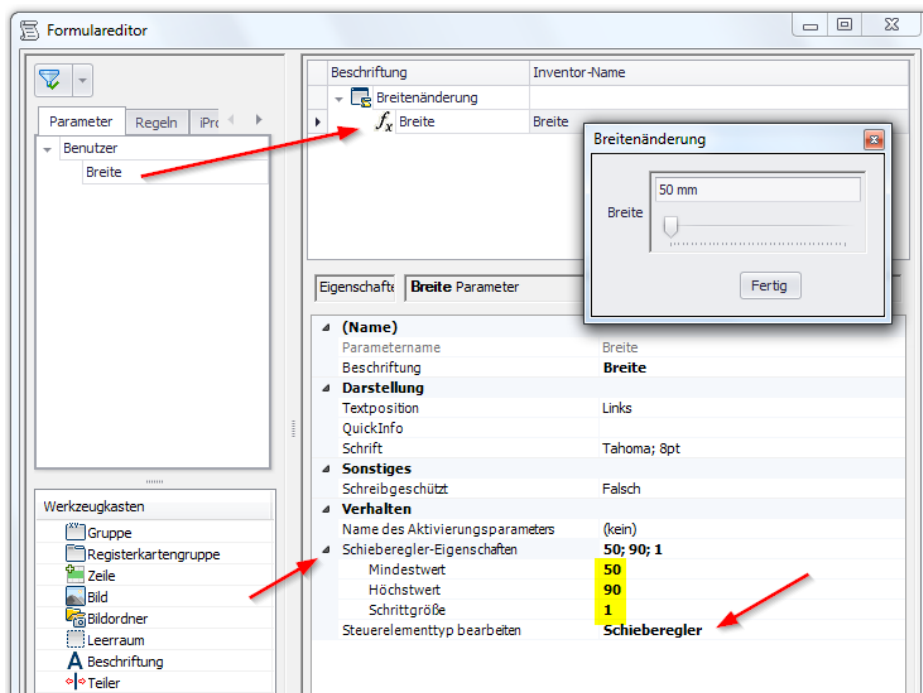 Formulareditor
Parameter Regeln iPro
Benutzer
Breite
Beschriftung Inventor-Name
Breitenänderung
fx Breite Breite
Breitenänderung
50 mm
Breite
Fertig
Eigenschafte Breite Parameter
(Name)
Parametername Breite
Beschriftung Breite
Darstellung
Textposition Links
QuickInfo
Schrift Tahoma; 8pt
Sonstiges
Schreibgeschützt Falsch
Verhalten
Name des Aktivierungsparameters (kein)
Schieberegler-Eigenschaften 50; 90; 1
Mindestwert 50
Höchstwert 90
Schrittgröße 1
Steuerelementtyp bearbeiten Schieberegler
Werkzeugkasten
Gruppe
Registerkartengruppe
Zeile
Bild
Bildordner
Leerraum
A Beschriftung
Teiler